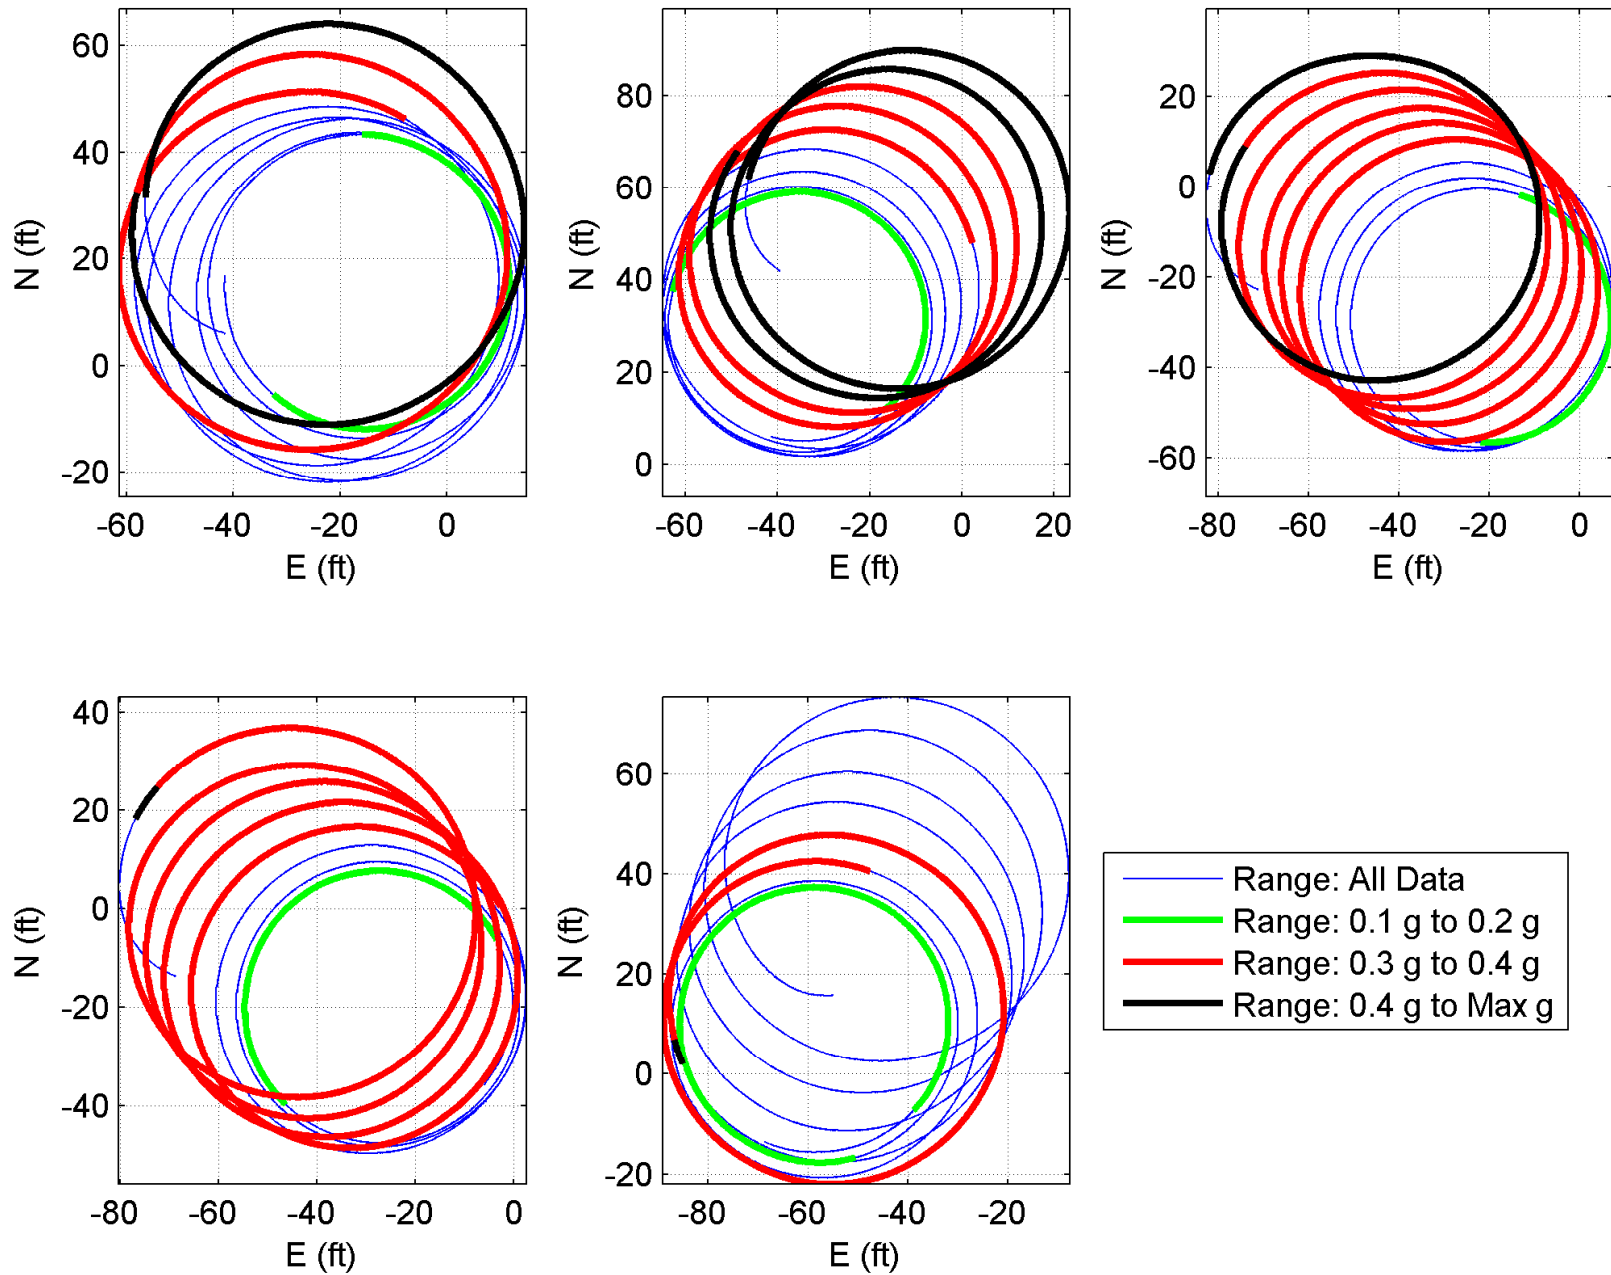 60
40
20
0
-20
-60 -40 -20 0
E (ft)
N (ft)
80
60
40
20
0
-60 -40 -20 0 20
E (ft)
N (ft)
20
0
-20
-40
-60
-80 -60 -40 -20 0
E (ft)
N (ft)
40
20
0
-20
-40
-80 -60 -40 -20 0
E (ft)
N (ft)
60
40
20
0
-20
-80 -60 -40 -20
E (ft)
N (ft)
Range: All Data
Range: 0.1 g to 0.2 g
Range: 0.3 g to 0.4 g
Range: 0.4 g to Max g